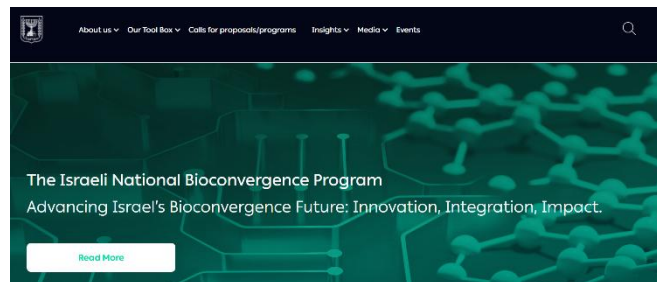 About us Our Tool Box Calls for proposals/programs Insights Media Events
The Israeli National Bioconvergence Program
Advancing Israel's Bioconvergence Future: Innovation, Integration, Impact.
Read More